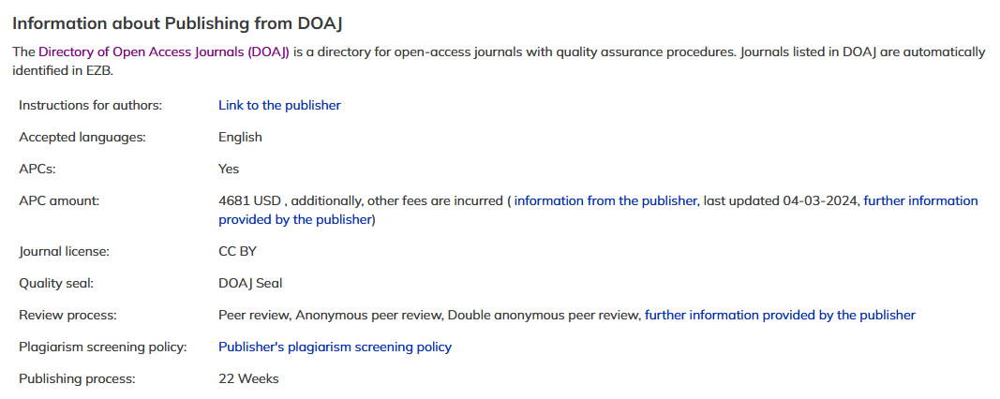 Information about Publishing from DOAJ
The Directory of Open Access Journals (DOAJ) is a directory for open-access journals with quality assurance procedures. Journals listed in DOAJ are automatically
identified in EZB.
Instructions for authors: Link to the publisher
Accepted languages: English
APCs: Yes
APC amount: 4681 USD , additionally, other fees are incurred ( information from the publisher, last updated 04-03-2024, further information
provided by the publisher)
Journal license: CC BY
Quality seal: DOAJ Seal
Review process: Peer review, Anonymous peer review, Double anonymous peer review, further information provided by the publisher
Plagiarism screening policy: Publisher's plagiarism screening policy
Publishing process: 22 Weeks